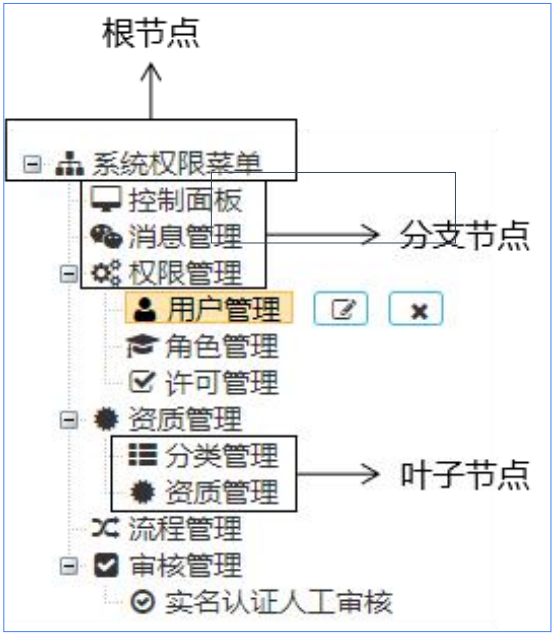 根节点
系统权限菜单
控制面板
消息管理
分支节点
权限管理
用户管理
角色管理
许可管理
资质管理
分类管理
叶子节点
资质管理
流程管理
审核管理
实名认证人工审核